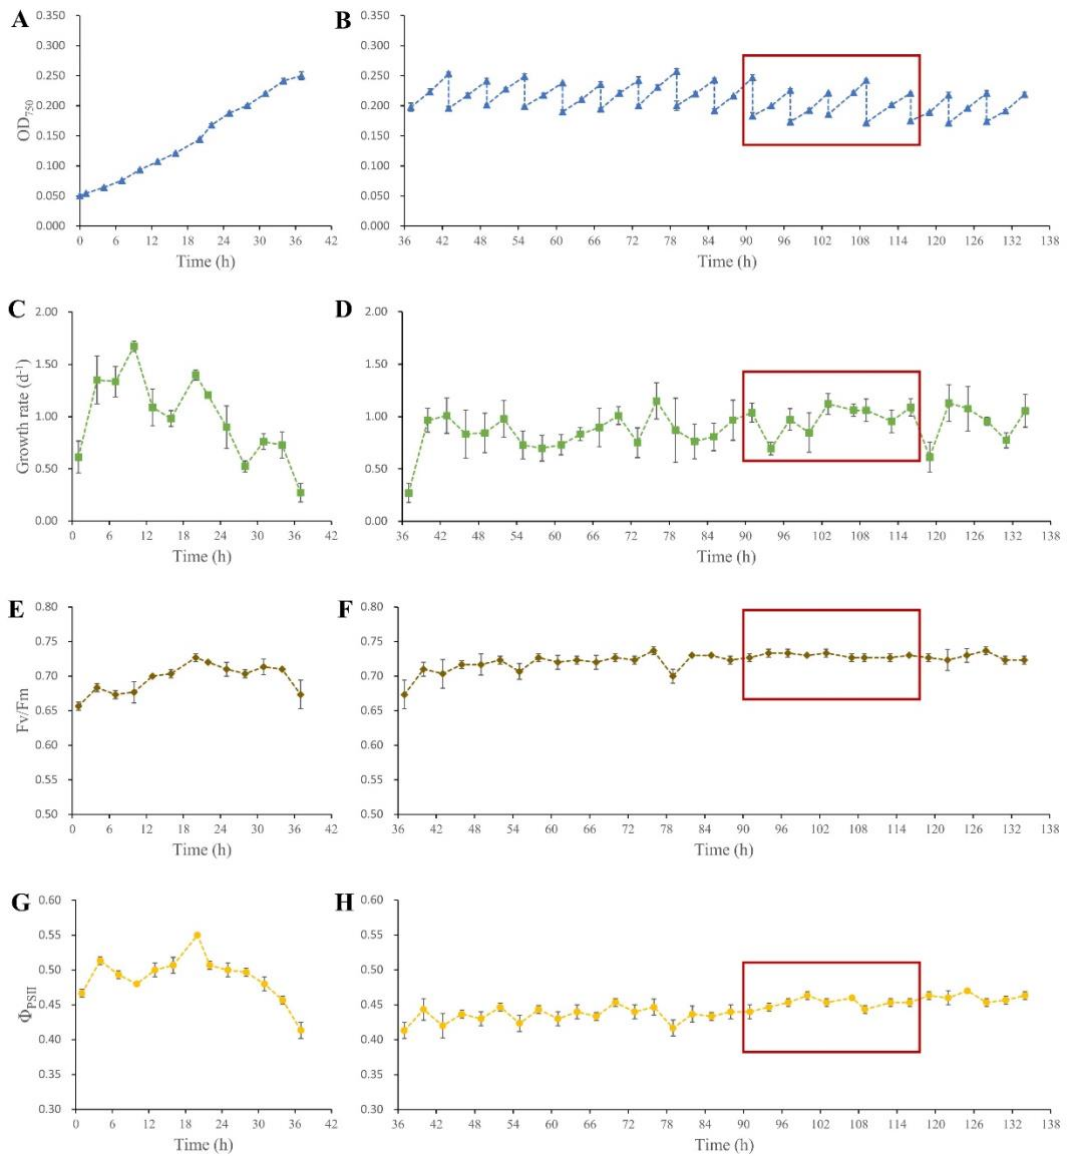 A
0.350
0.300
0.250
0.200
0.150
0.100
0.050
0.000
OD750
0 6 12 18 24 30 36 42
Time (h)
B
0.350
0.300
0.250
0.200
0.150
0.100
0.050
0.000
36 42 48 54 60 66 72 78 84 90 96 102 108 114 120 126 132 138
Time (h)
C
2.00
1.50
1.00
0.50
0.00
Growth rate (d-1)
0 6 12 18 24 30 36 42
Time (h)
D
2.00
1.50
1.00
0.50
0.00
36 42 48 54 60 66 72 78 84 90 96 102 108 114 120 126 132 138
Time (h)
E
0.80
0.75
0.70
0.65
0.60
0.55
0.50
Fv/Fm
0 6 12 18 24 30 36 42
Time (h)
F
0.80
0.75
0.70
0.65
0.60
0.55
0.50
36 42 48 54 60 66 72 78 84 90 96 102 108 114 120 126 132 138
Time (h)
G
0.60
0.55
0.50
0.45
0.40
0.35
0.30
ΦPSII
0 6 12 18 24 30 36 42
Time (h)
H
0.60
0.55
0.50
0.45
0.40
0.35
0.30
36 42 48 54 60 66 72 78 84 90 96 102 108 114 120 126 132 138
Time (h)